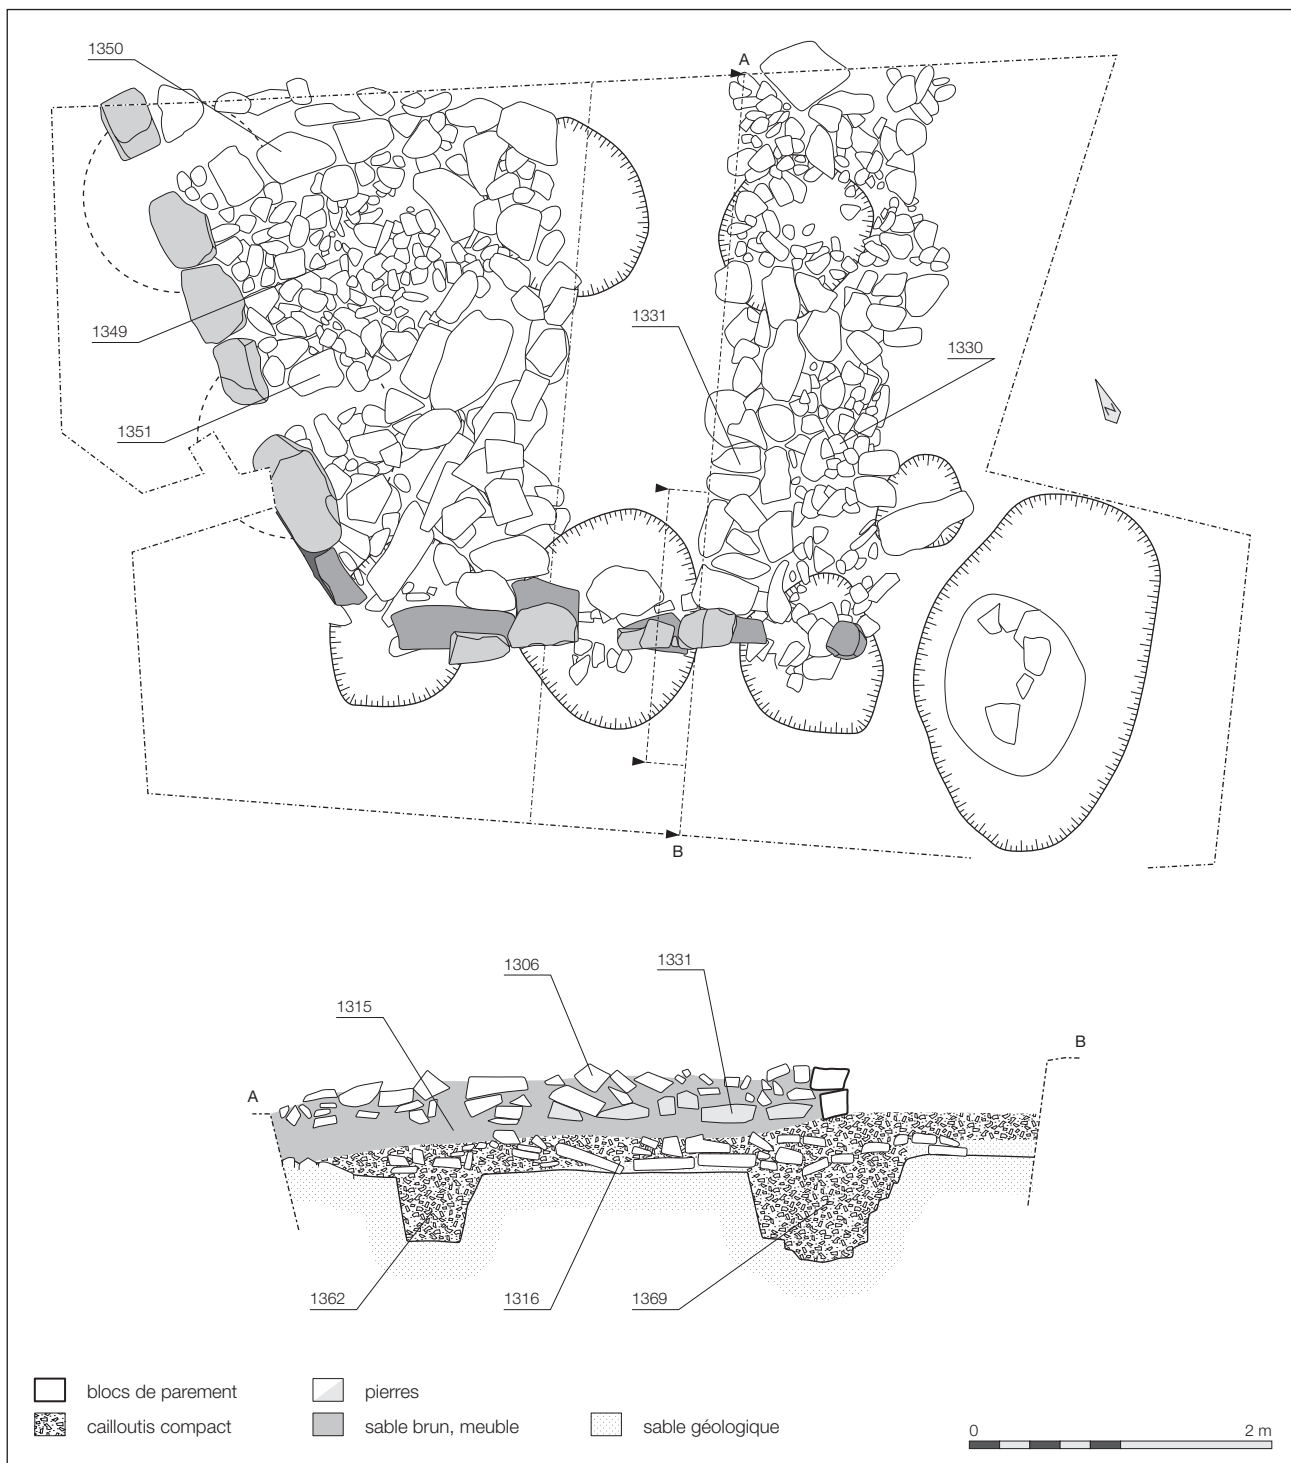 1350
A
1349
1331
1330
1351
N
B
1306
1331
1315
A
B
1362
1316
1369
blocs de parement
pierres
cailloutis compact
sable brun, meuble
sable géologique
0
2 m